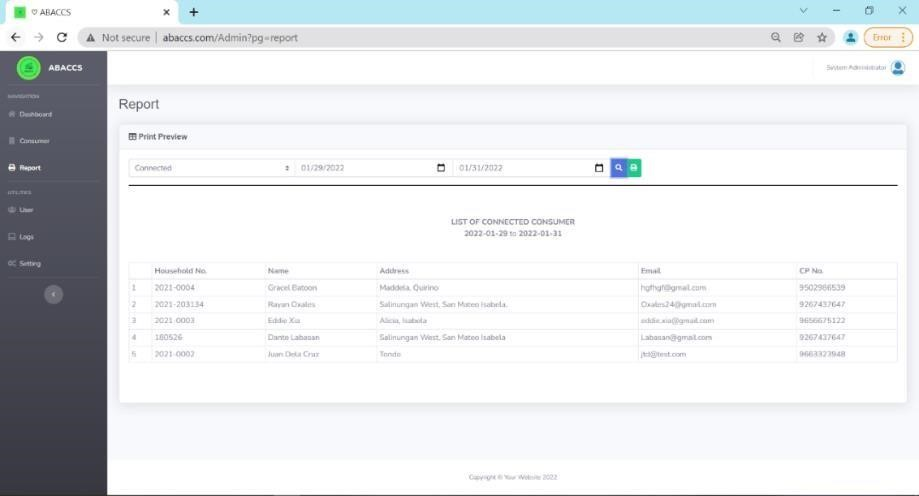 ABACCS
Not secure | abaccs.com/Admin?pg=report
Error
ABACCS
System Administrator
NAVIGATION
Dashboard
Consumer
Report
UTILITIES
User
Logs
Setting
Report
Print Preview
Connected 01/29/2022 01/31/2022
LIST OF CONNECTED CONSUMER
2022-01-29 to 2022-01-31
Household No. Name Address Email CP No.
1 2021-0004 Gracel Batoon Maddela, Quirino hgfhgf@gmail.com 9502986539
2 2021-203134 Rayan Oxales Salinungan West, San Mateo Isabela. Oxales24@gmail.com 9267437647
3 2021-0003 Eddie Xia Alicia, Isabela eddie.xia@gmail.com 9656675122
4 180526 Dante Labasan Salinungan West, San Mateo Isabela Labasan@gmail.com 9267437647
5 2021-0002 Juan Dela Cruz Tondo jtd@test.com 9663323948
Copyright © Your Website 2022